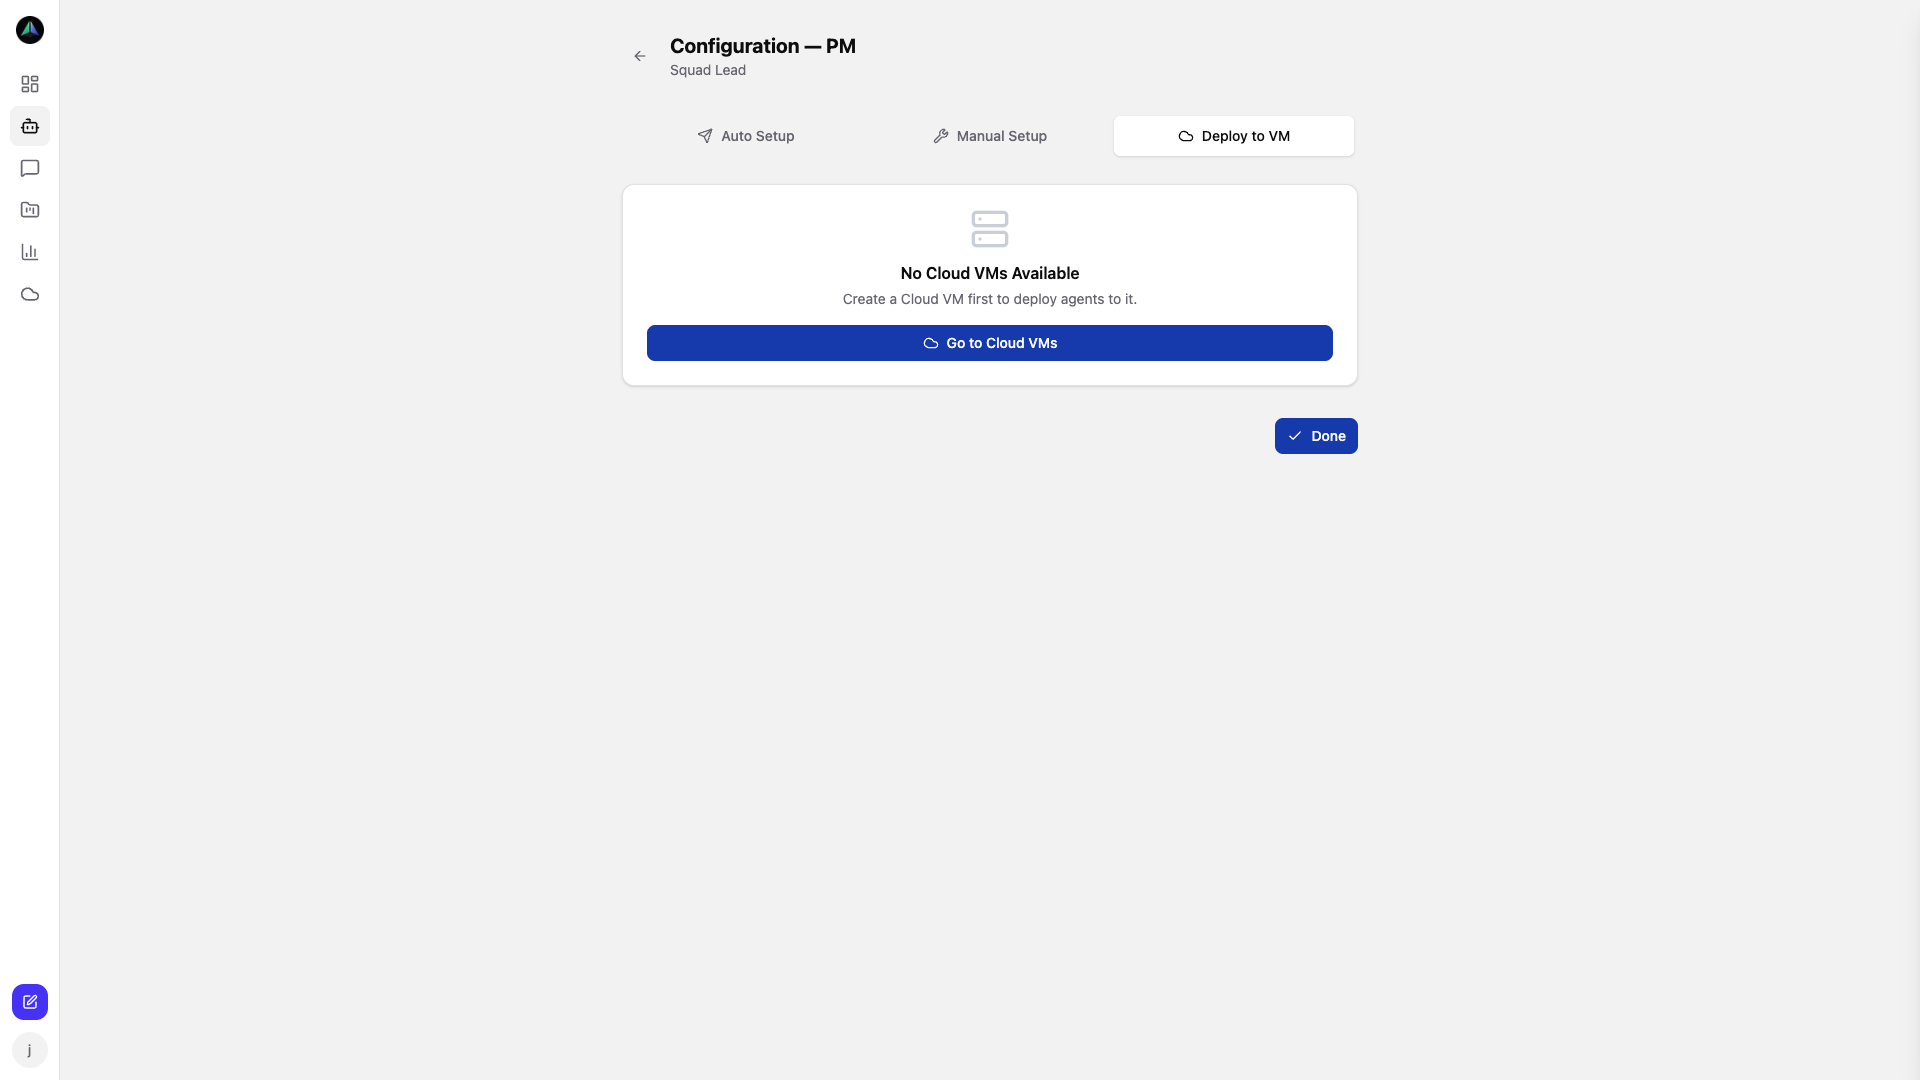 Configuration — PM
Squad Lead
Auto Setup
Manual Setup
Deploy to VM
No Cloud VMs Available
Create a Cloud VM first to deploy agents to it.
Go to Cloud VMs
Done
j